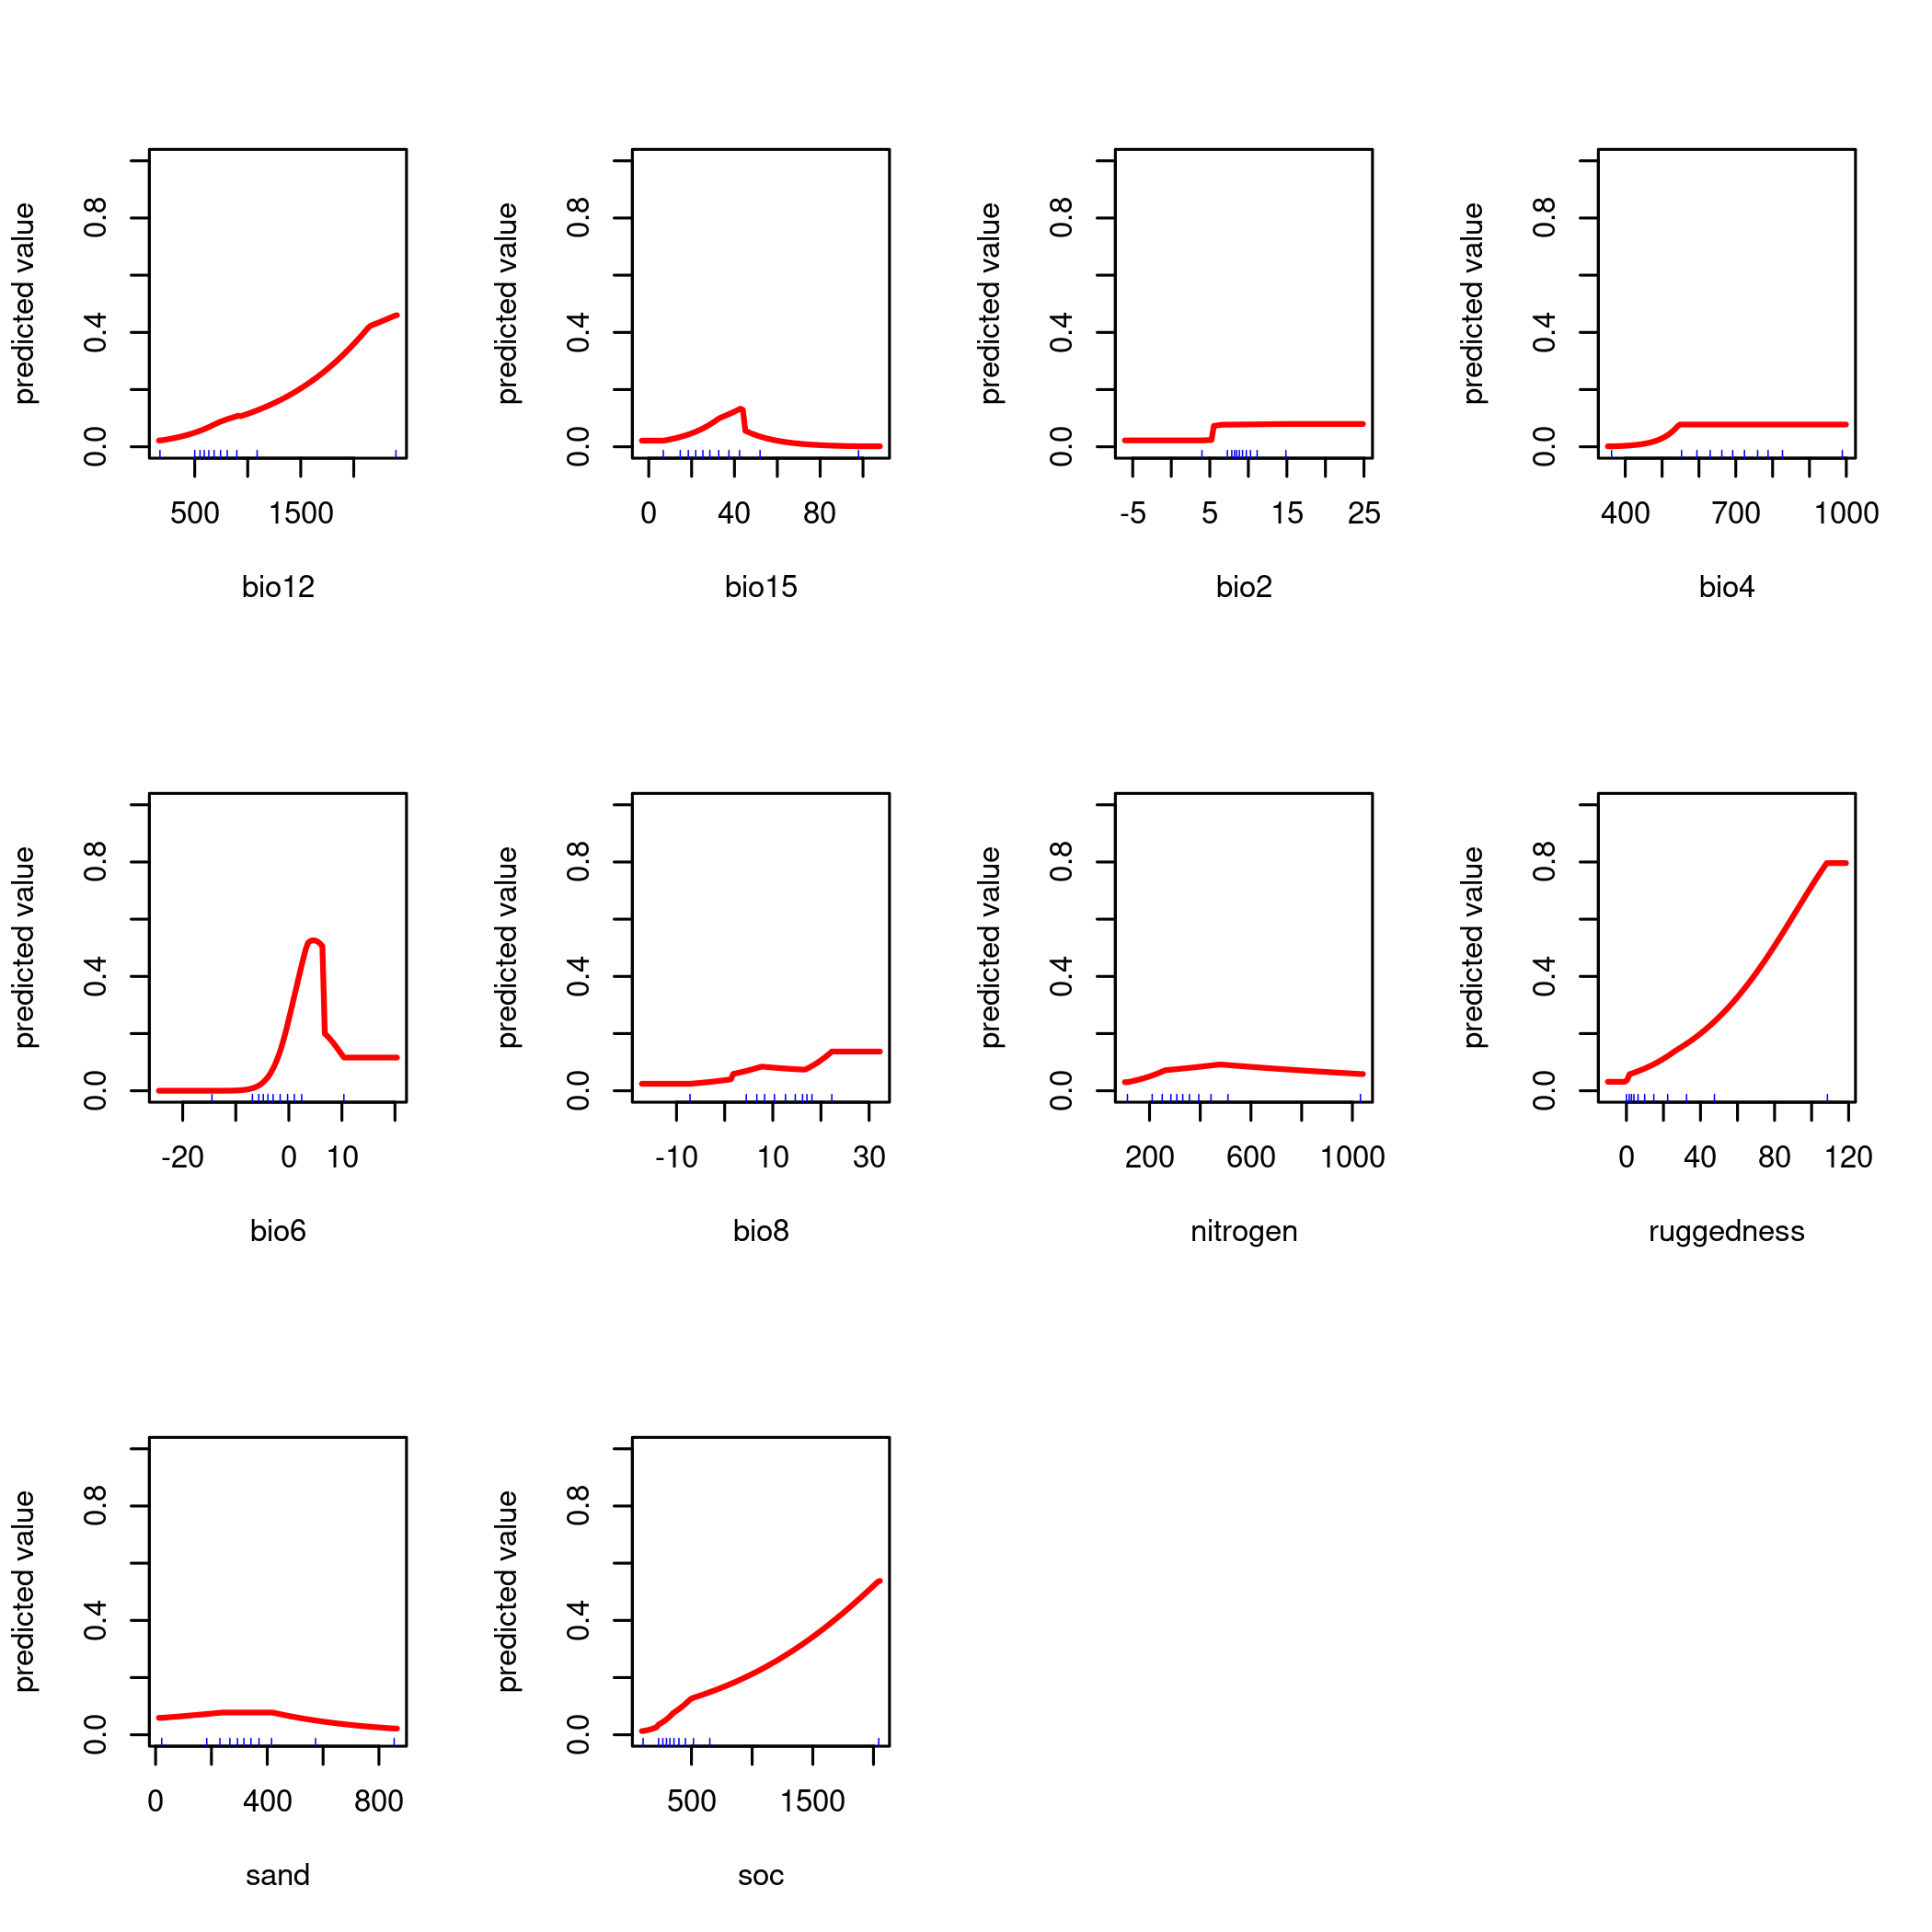 predicted value
0.0 0.4 0.8
500 1500
bio12
predicted value
0.0 0.4 0.8
0 40 80
bio15
predicted value
0.0 0.4 0.8
-5 5 15 25
bio2
predicted value
0.0 0.4 0.8
400 700 1000
bio4
predicted value
0.0 0.4 0.8
-20 0 10
bio6
predicted value
0.0 0.4 0.8
-10 10 30
bio8
predicted value
0.0 0.4 0.8
200 600 1000
nitrogen
predicted value
0.0 0.4 0.8
0 40 80 120
ruggedness
predicted value
0.0 0.4 0.8
0 400 800
sand
predicted value
0.0 0.4 0.8
500 1500
soc